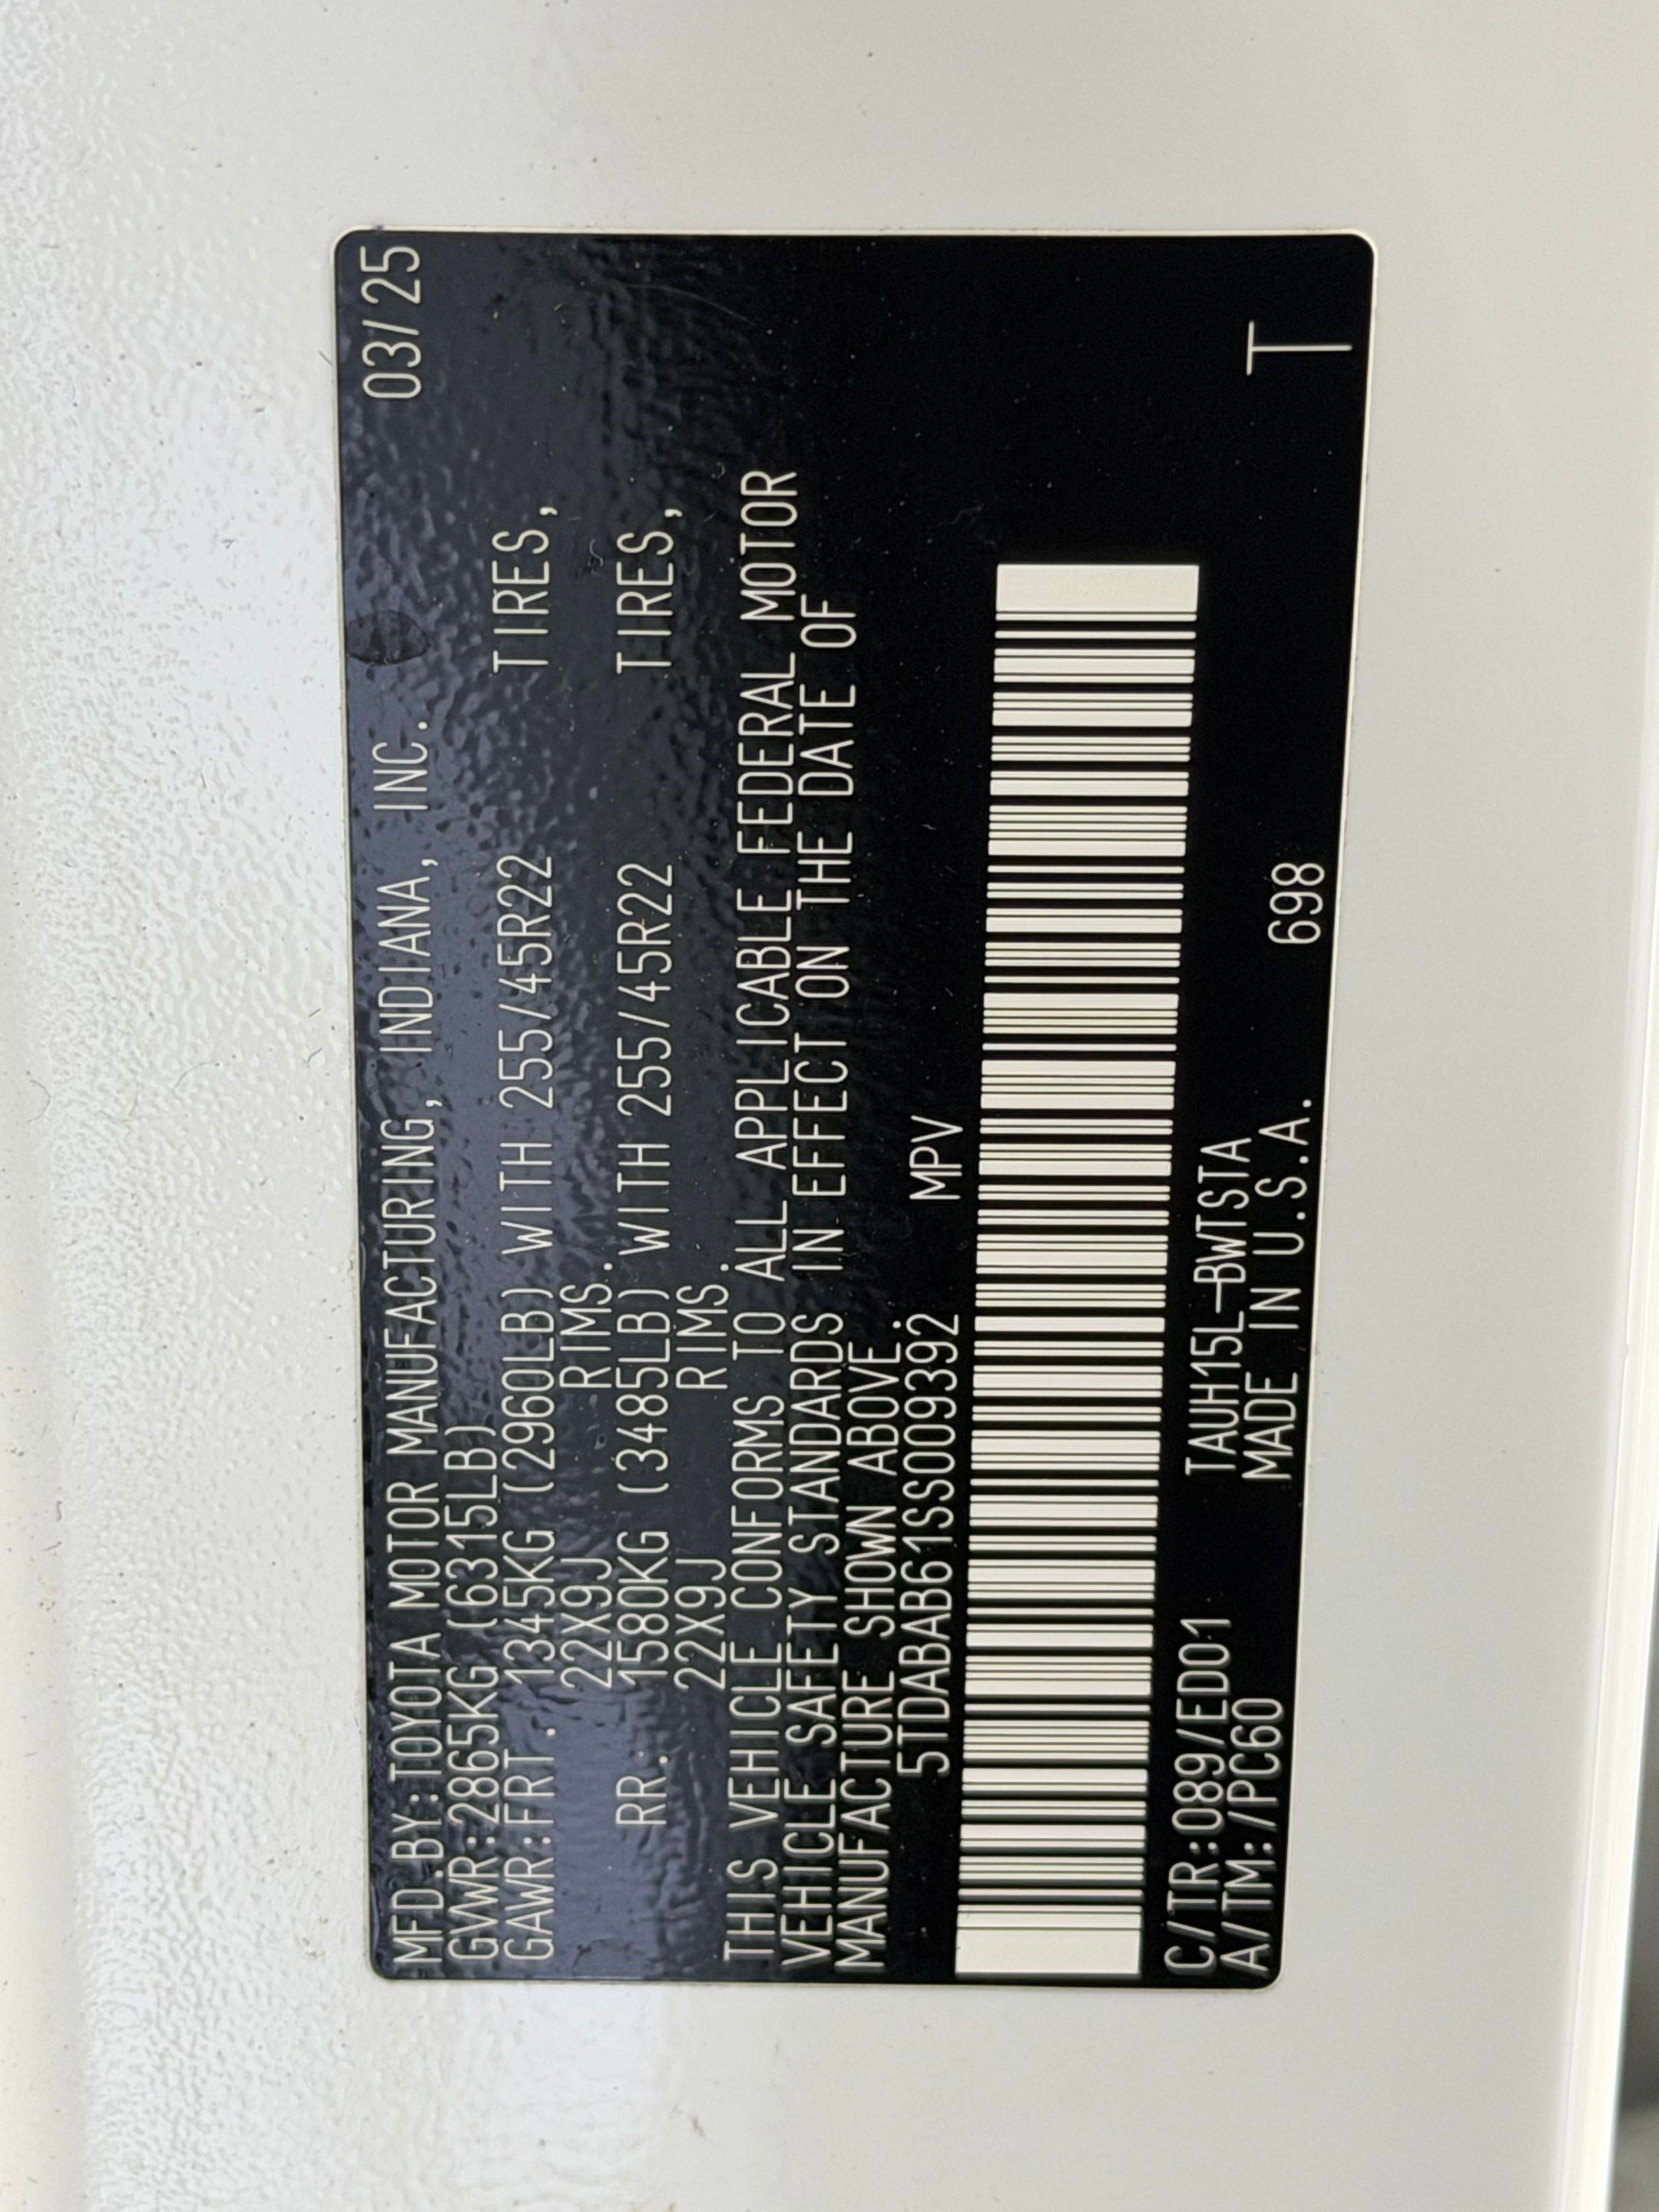 03/25
MFD.BY:TOYOTA MOTOR MANUFACTURING, INDIANA, INC.
GVWR:2865KG (6315LB)
GAWR:FRT. 1345KG (2960LB) WITH 255/45R22 TIRES,
22X9J RIMS.
RR. 1580KG (3485LB) WITH 255/45R22 TIRES,
22X9J RIMS.
THIS VEHICLE CONFORMS TO ALL APPLICABLE FEDERAL MOTOR
VEHICLE SAFETY STANDARDS IN EFFECT ON THE DATE OF
MANUFACTURE SHOWN ABOVE.
5TDABAB61SS009392 MPV
C/TR:089/ED01 TAUH15L-BWTSTA
A/TM:/PC60 MADE IN U.S.A. 698 T